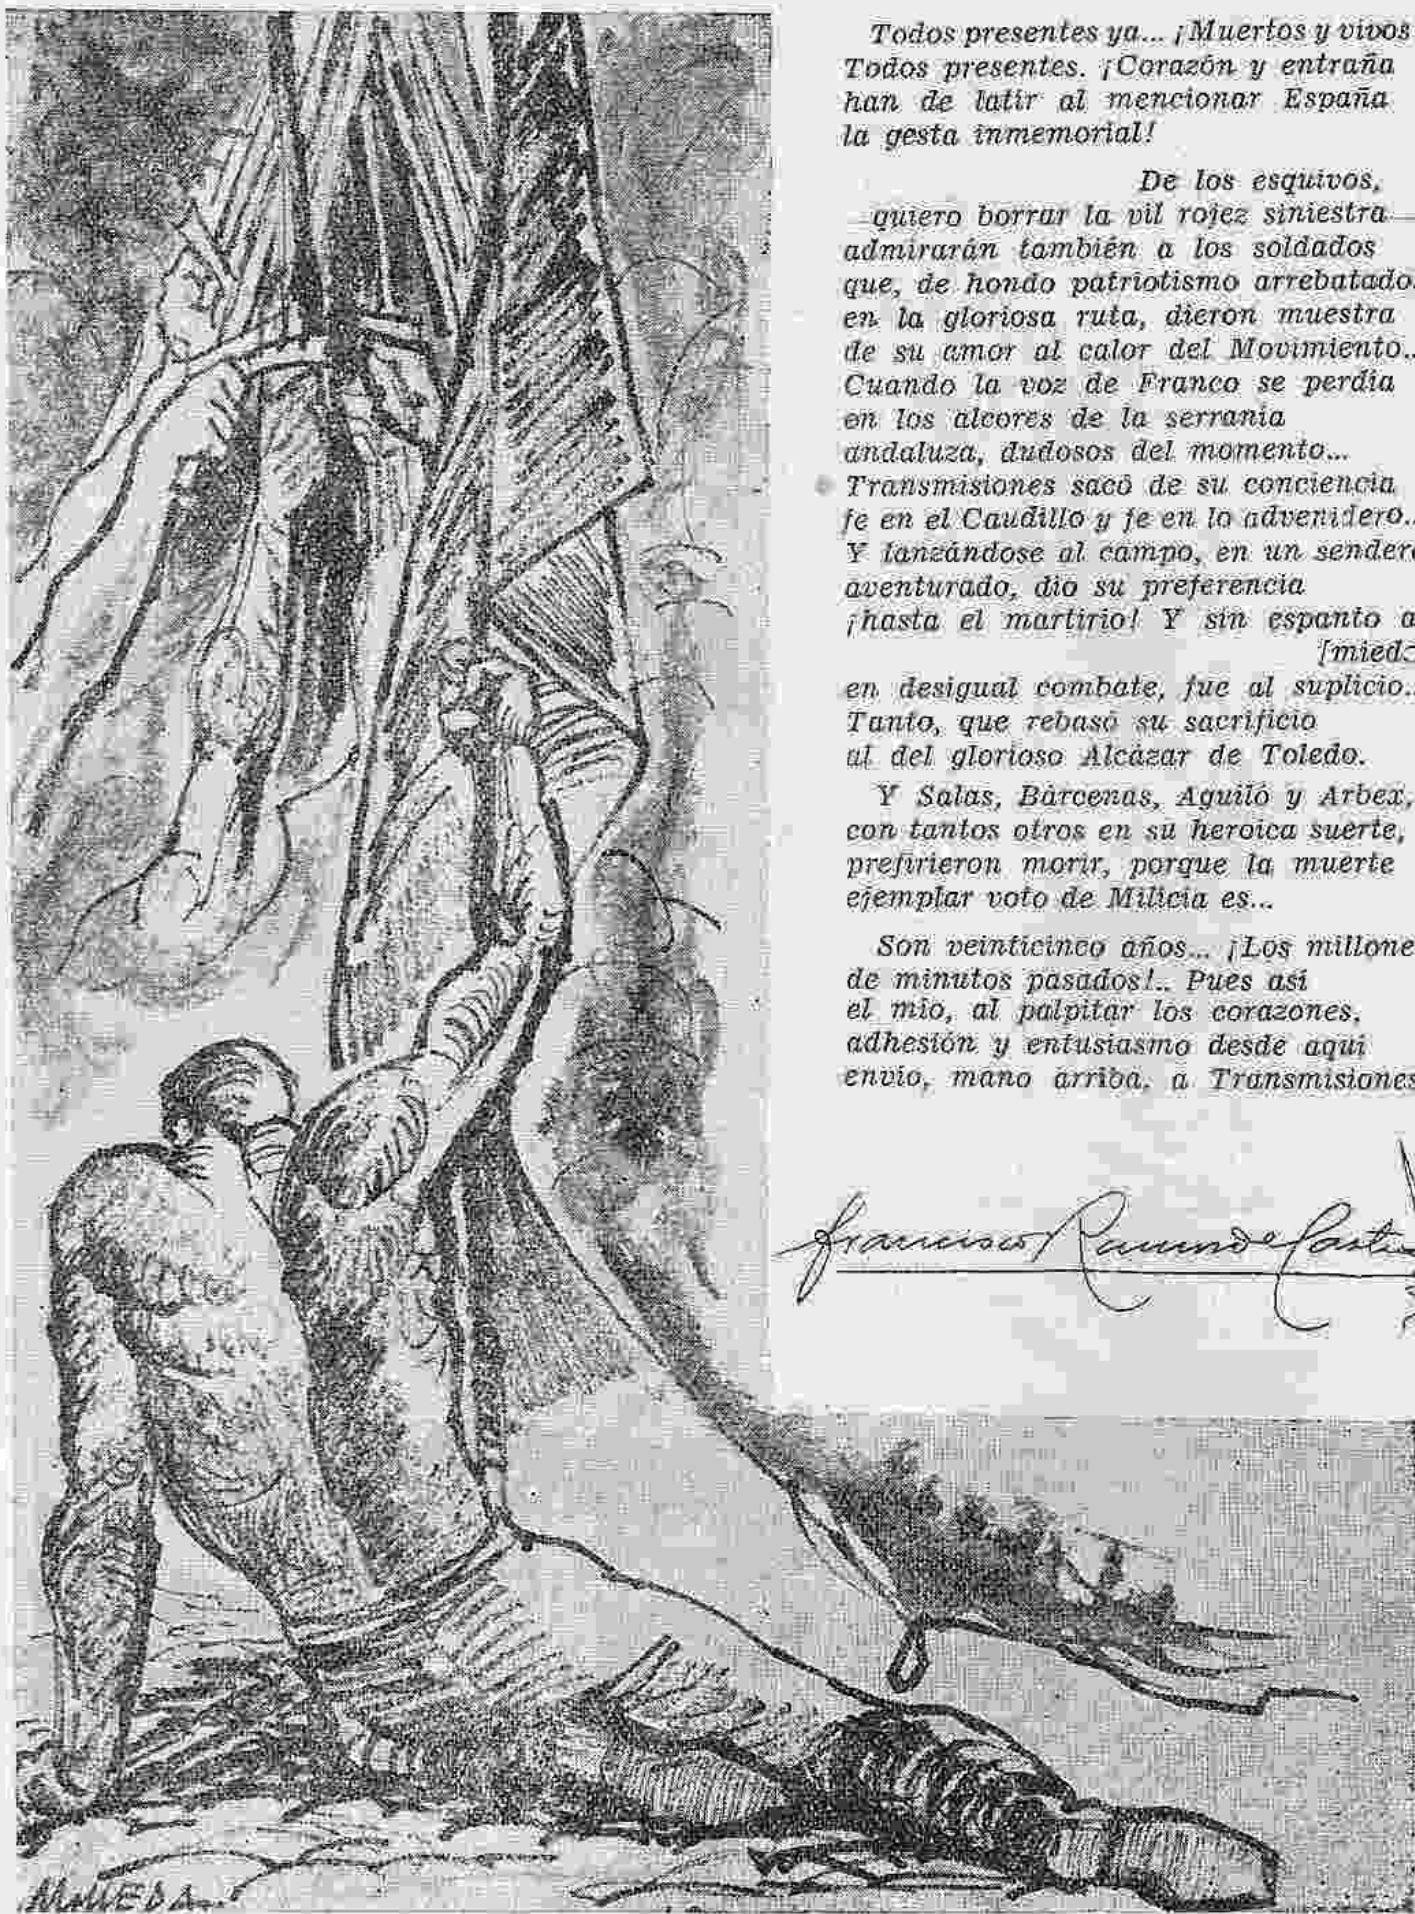 Todos presentes ya... ¡Muertos y vivos
Todos presentes. ¡Corazón y entraña
han de latir al mencionar España
la gesta inmemorial!
De los esquivos,
quiero borrar la vil rojez siniestra
admirarán también a los soldados
que, de hondo patriotismo arrebatado
en la gloriosa ruta, dieron muestra
de su amor al calor del Movimiento..
Cuando la voz de Franco se perdía
en los alcores de la serranía
andaluza, dudosos del momento...
Transmisiones sacó de su conciencia
fe en el Caudillo y fe en lo advenidero..
Y lanzándose al campo, en un sender
aventurado, dio su preferencia
¡hasta el martirio! Y sin espanto a
[mied
en desigual combate, fue al suplicio..
Tanto, que rebasó su sacrificio
al del glorioso Alcázar de Toledo.
Y Salas, Bárcenas, Aguiló y Arbex,
con tantos otros en su heroica suerte,
prefirieron morir, porque la muerte
ejemplar voto de Milicia es...
Son veinticinco años... ¡Los millone
de minutos pasados!.. Pues así
el mío, al palpitar los corazones,
adhesión y entusiasmo desde aquí
envío, mano arriba, a Transmisiones
Francisco Ramos de Castro